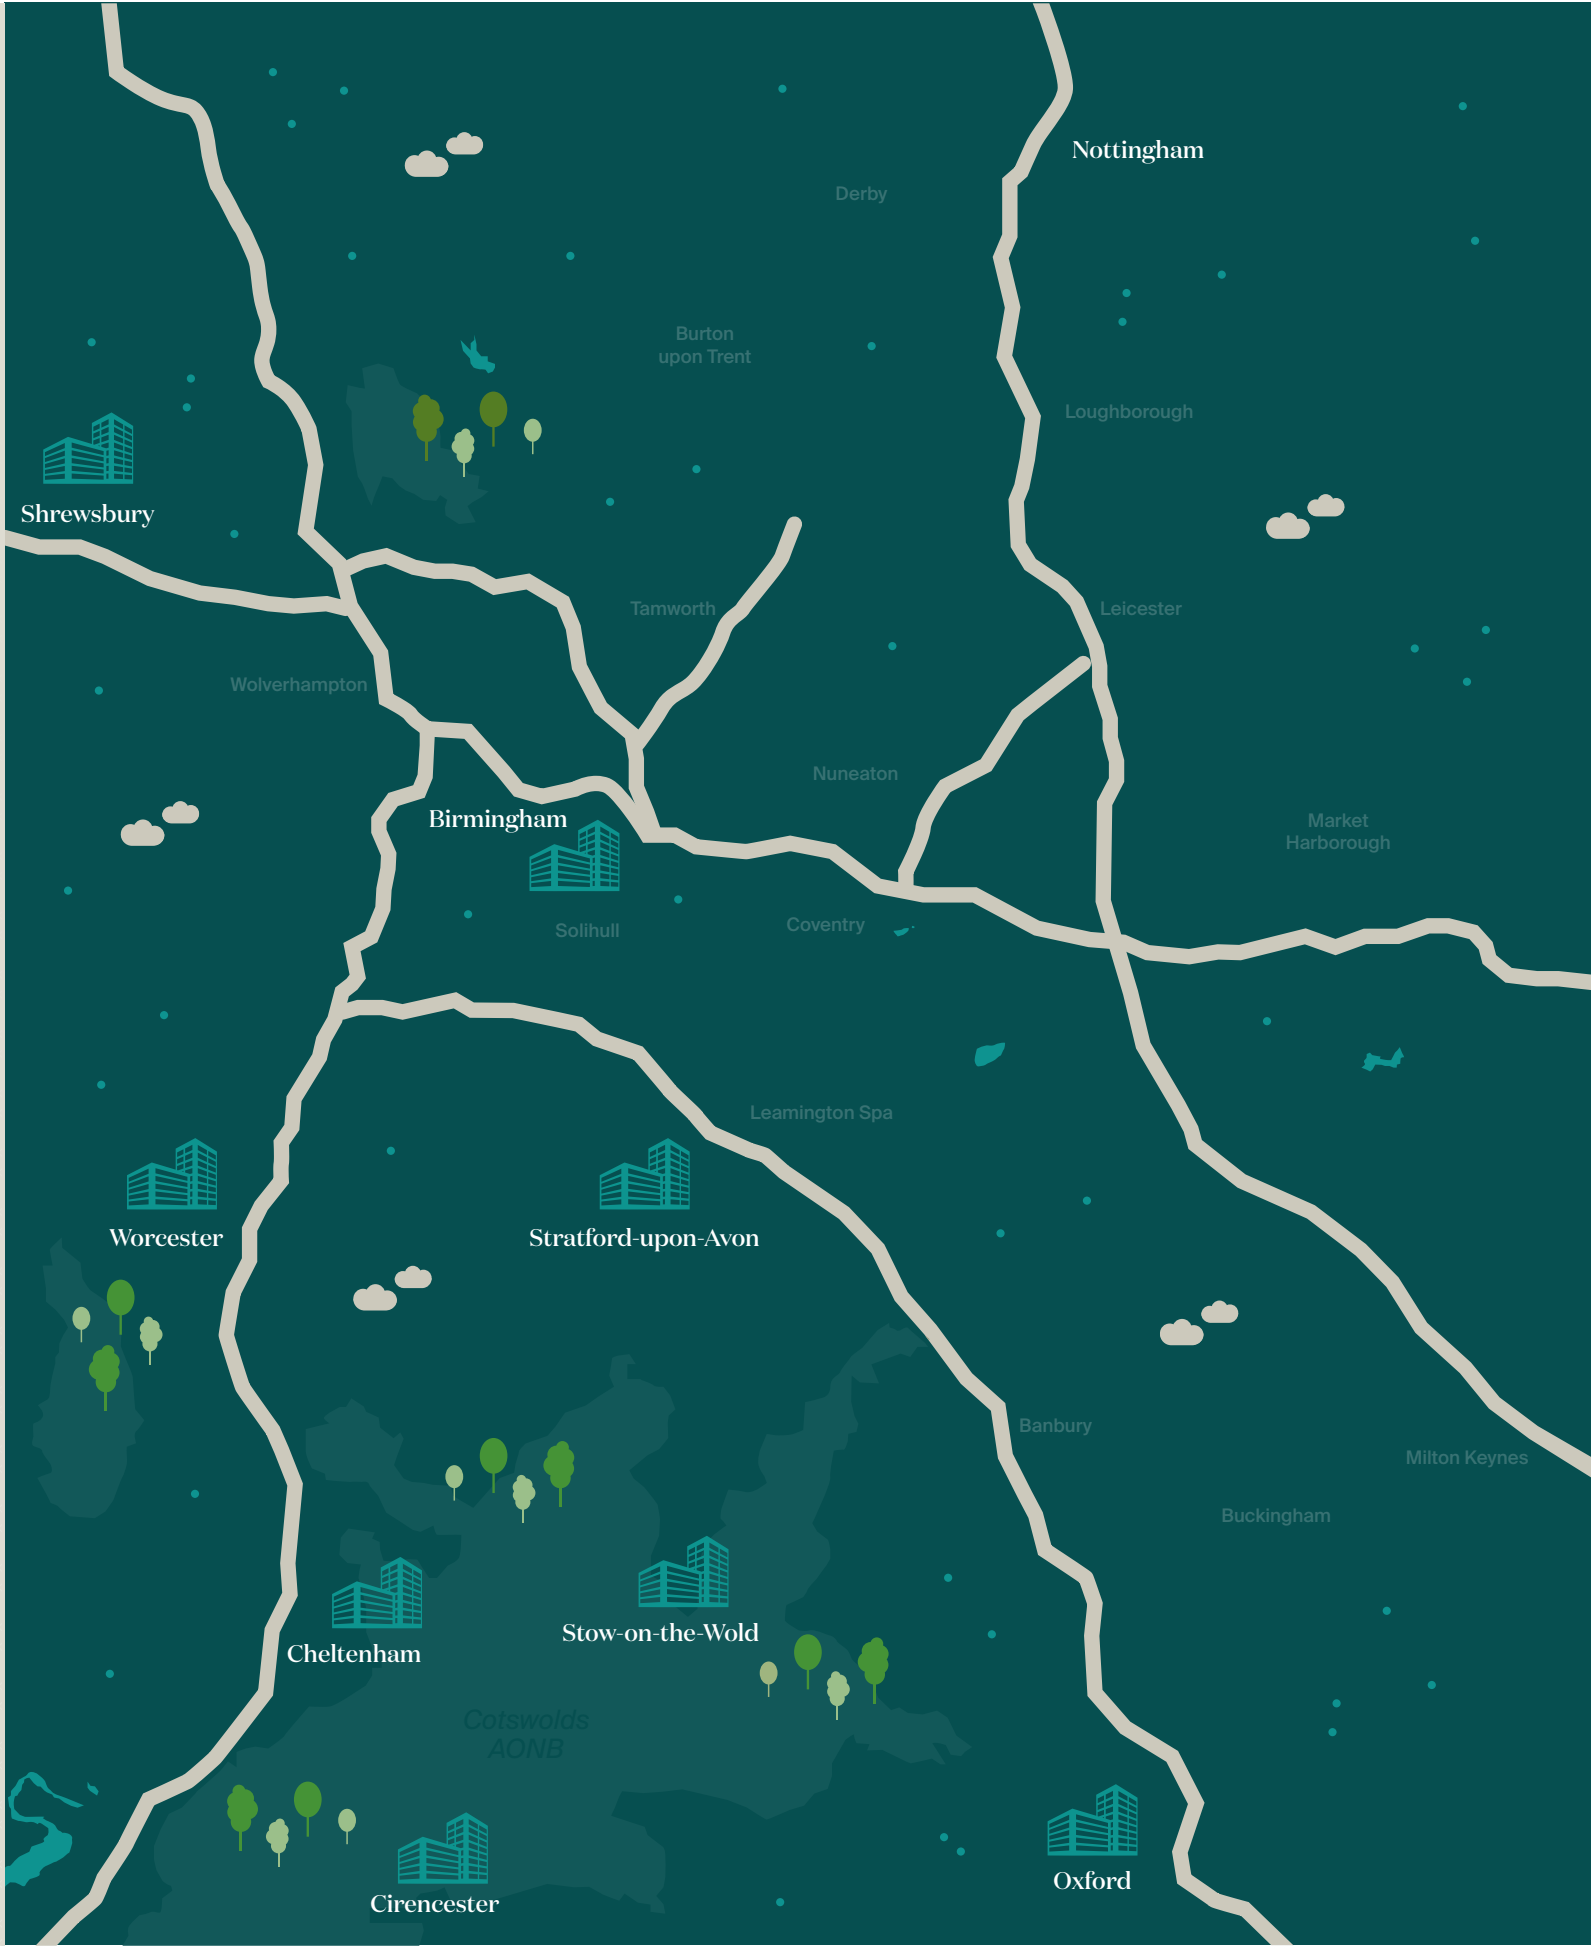 Nottingham
Derby
Burton
upon Trent
Loughborough
Shrewsbury
Tamworth
Leicester
Wolverhampton
Nuneaton
Birmingham
Market
Harborough
Solihull
Coventry
Leamington Spa
Worcester
Stratford-upon-Avon
Banbury
Milton Keynes
Buckingham
Stow-on-the-Wold
Cheltenham
Cotswolds
AONB
Oxford
Cirencester